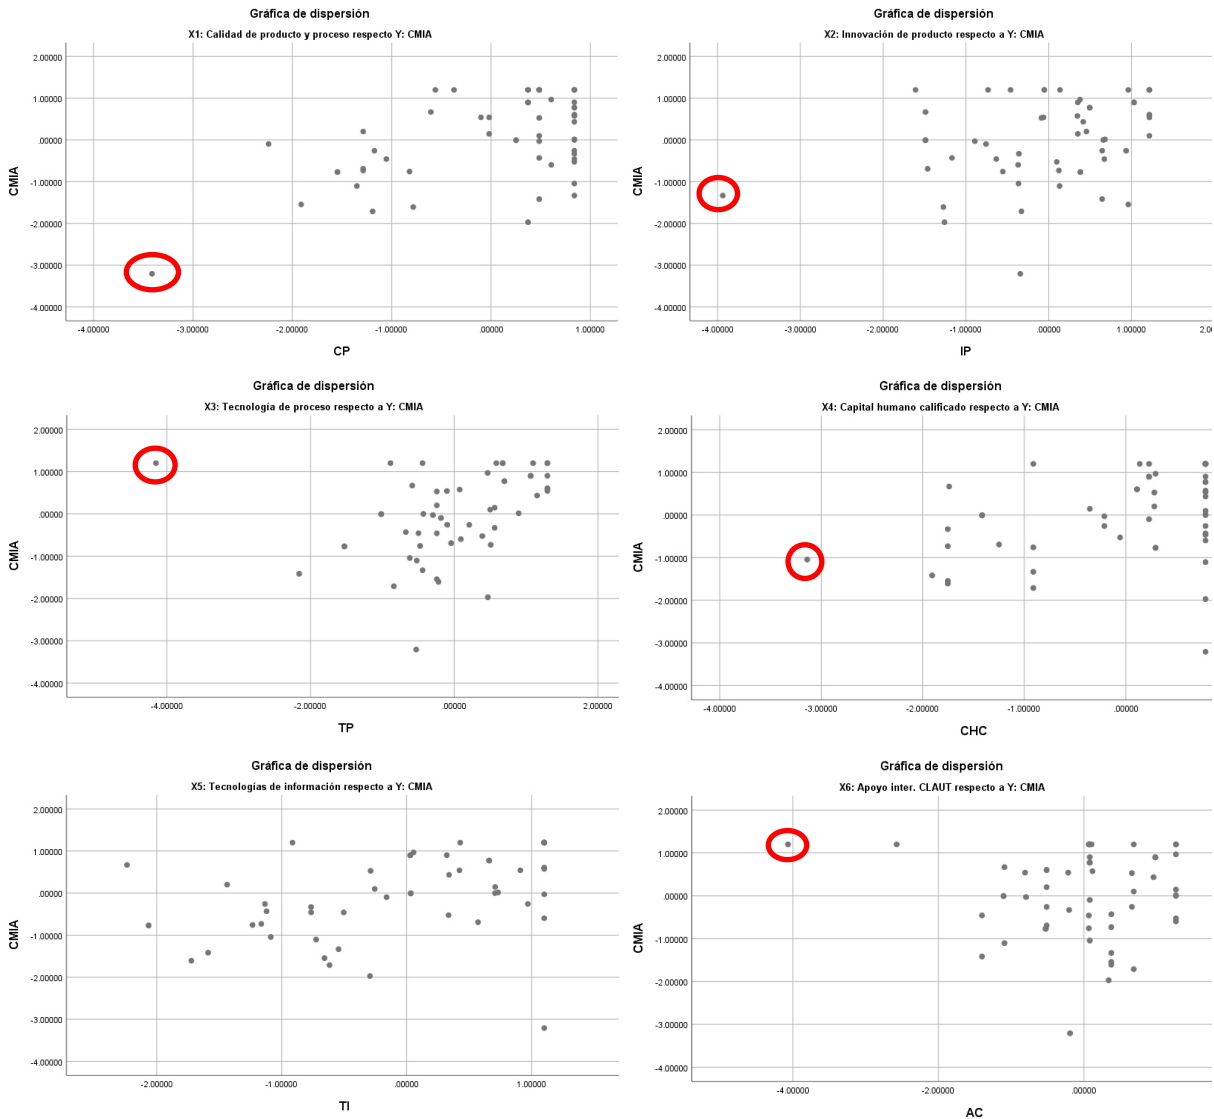 Gráfica de dispersión
X1: Calidad de producto y proceso respecto Y: CMIA
2.00000
1.00000
.00000
-1.00000
-2.00000
-3.00000
-4.00000
CMIA
-4.00000 -3.00000 -2.00000 -1.00000 .00000 1.00000
CP
Gráfica de dispersión
X2: Innovación de producto respecto a Y: CMIA
2.00000
1.00000
.00000
-1.00000
-2.00000
-3.00000
-4.00000
CMIA
-4.00000 -3.00000 -2.00000 -1.00000 .00000 1.00000 2.00
IP
Gráfica de dispersión
X3: Tecnología de proceso respecto a Y: CMIA
2.00000
1.00000
.00000
-1.00000
-2.00000
-3.00000
-4.00000
CMIA
-4.00000 -2.00000 .00000 2.00000
TP
Gráfica de dispersión
X4: Capital humano calificado respecto a Y: CMIA
2.00000
1.00000
.00000
-1.00000
-2.00000
-3.00000
-4.00000
CMIA
-4.00000 -3.00000 -2.00000 -1.00000 .00000
CHC
Gráfica de dispersión
X5: Tecnologías de información respecto a Y: CMIA
2.00000
1.00000
.00000
-1.00000
-2.00000
-3.00000
-4.00000
CMIA
-2.00000 -1.00000 .00000 1.00000
TI
Gráfica de dispersión
X6: Apoyo inter. CLAUT respecto a Y: CMIA
2.00000
1.00000
.00000
-1.00000
-2.00000
-3.00000
-4.00000
CMIA
-4.00000 -2.00000 .00000
AC